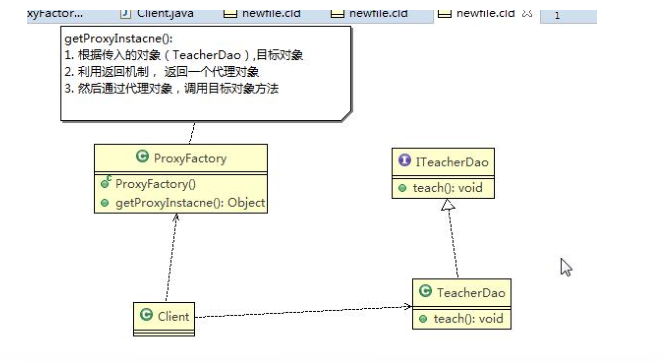 xyFactor...
Client.java
newfile.cld
newfile.cld
newfile.cld
1
getProxyInstacne():
1. 根据传入的对象（TeacherDao）,目标对象
2. 利用返回机制， 返回一个代理对象
3. 然后通过代理对象，调用目标对象方法
ProxyFactory
ProxyFactory()
getProxyInstacne(): Object
ITeacherDao
teach(): void
Client
TeacherDao
teach(): void